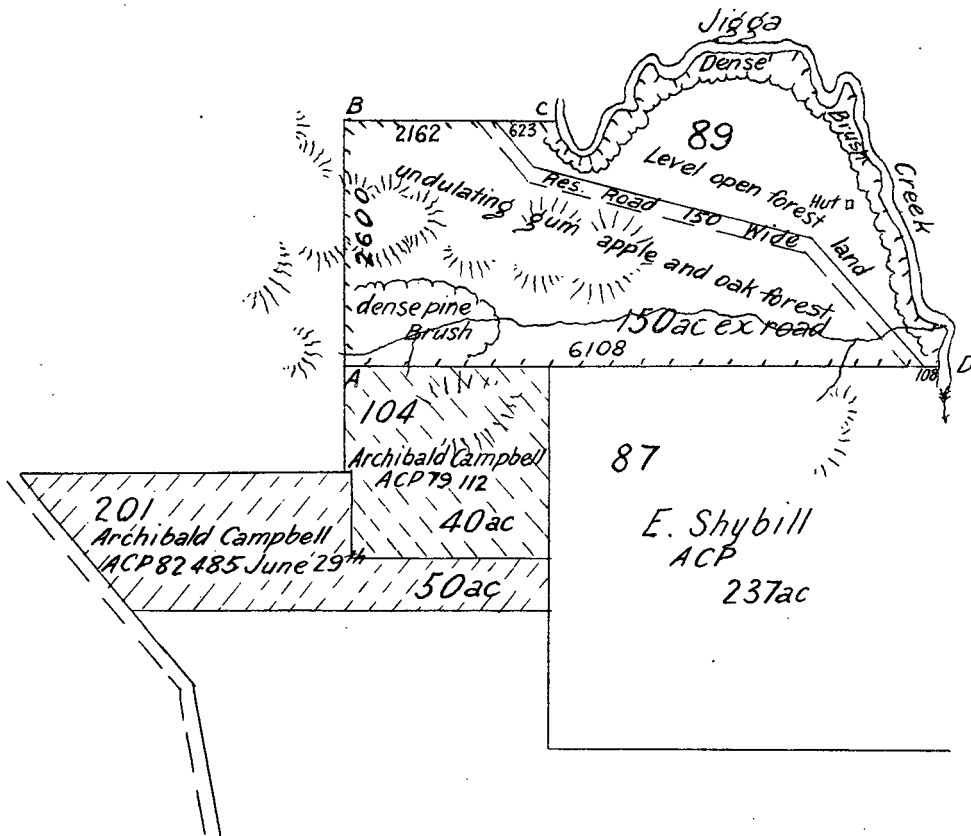 Jigga
Dense
Brush
Creek
B
C
2162
623
89
Level open forest land
Hut
Res. Road 150 Wide
2600
undulating gum apple and oak forest
dense pine
Brush
150ac ex road
6108
A
108
D
104
Archibald Campbell
ACP 79 112
40ac
87
E. Shybill
ACP
237ac
201
Archibald Campbell
ACP 82 485 June 29th
50ac